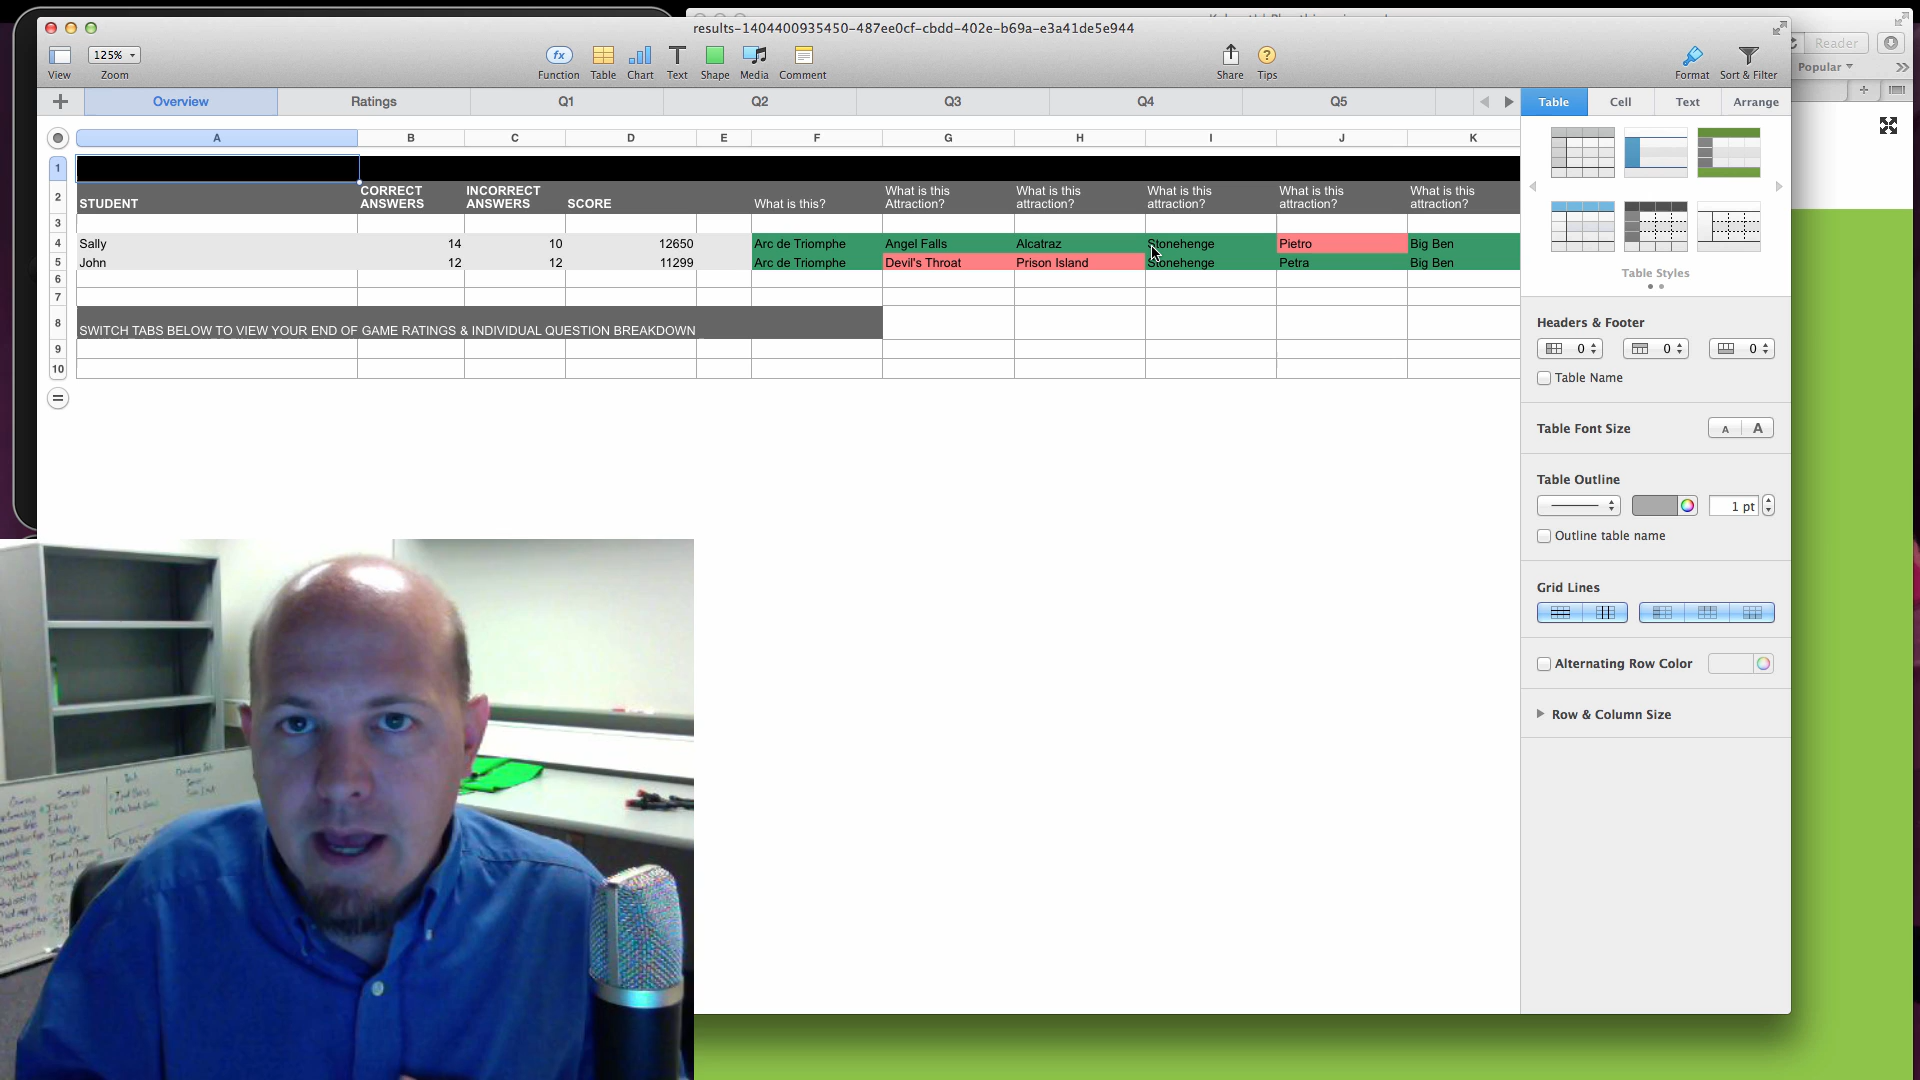 results-1404400935450-487ee0cf-cbdd-402e-b69a-e3a41de5e944
Reader
Popular
125%
View
Zoom
fx
Function
Table
Chart
T
Text
Shape
Media
Comment
Share
?
Tips
Format
Sort & Filter
Overview
Ratings
Q1
Q2
Q3
Q4
Q5
Table
Cell
Text
Arrange
A B C D E F G H I J K
1
2 STUDENT
CORRECT
ANSWERS
INCORRECT
ANSWERS
SCORE
What is this?
What is this
Attraction?
What is this
attraction?
What is this
attraction?
What is this
attraction?
What is this
attraction?
3
4 Sally 14 10 12650 Arc de Triomphe Angel Falls Alcatraz Stonehenge Pietro Big Ben
5 John 12 12 11299 Arc de Triomphe Devil's Throat Prison Island Stonehenge Petra Big Ben
6
7
8 SWITCH TABS BELOW TO VIEW YOUR END OF GAME RATINGS & INDIVIDUAL QUESTION BREAKDOWN
9
10
=
Table Styles
Headers & Footer
0 0 0
Table Name
Table Font Size
A A
Table Outline
1 pt
Outline table name
Grid Lines
Alternating Row Color
Row & Column Size